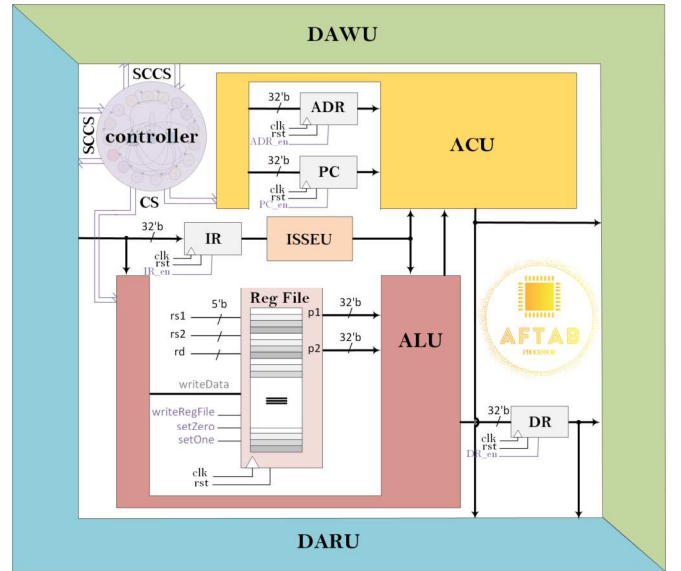 DAWU
SCCS
SCCS
controller
CS
32'b
ADR
clk
rst
ADR_en
32'b
PC
clk
rst
PC_en
ACU
32'b
IR
clk
rst
IR_en
ISSEU
Reg File
rs1
5'b
rs2
rd
writeData
writeRegFile
setZero
setOne
clk
rst
p1
32'b
p2
32'b
ALU
AFTAB
PROCESSOR
32'b
DR
clk
rst
DR_en
DARU